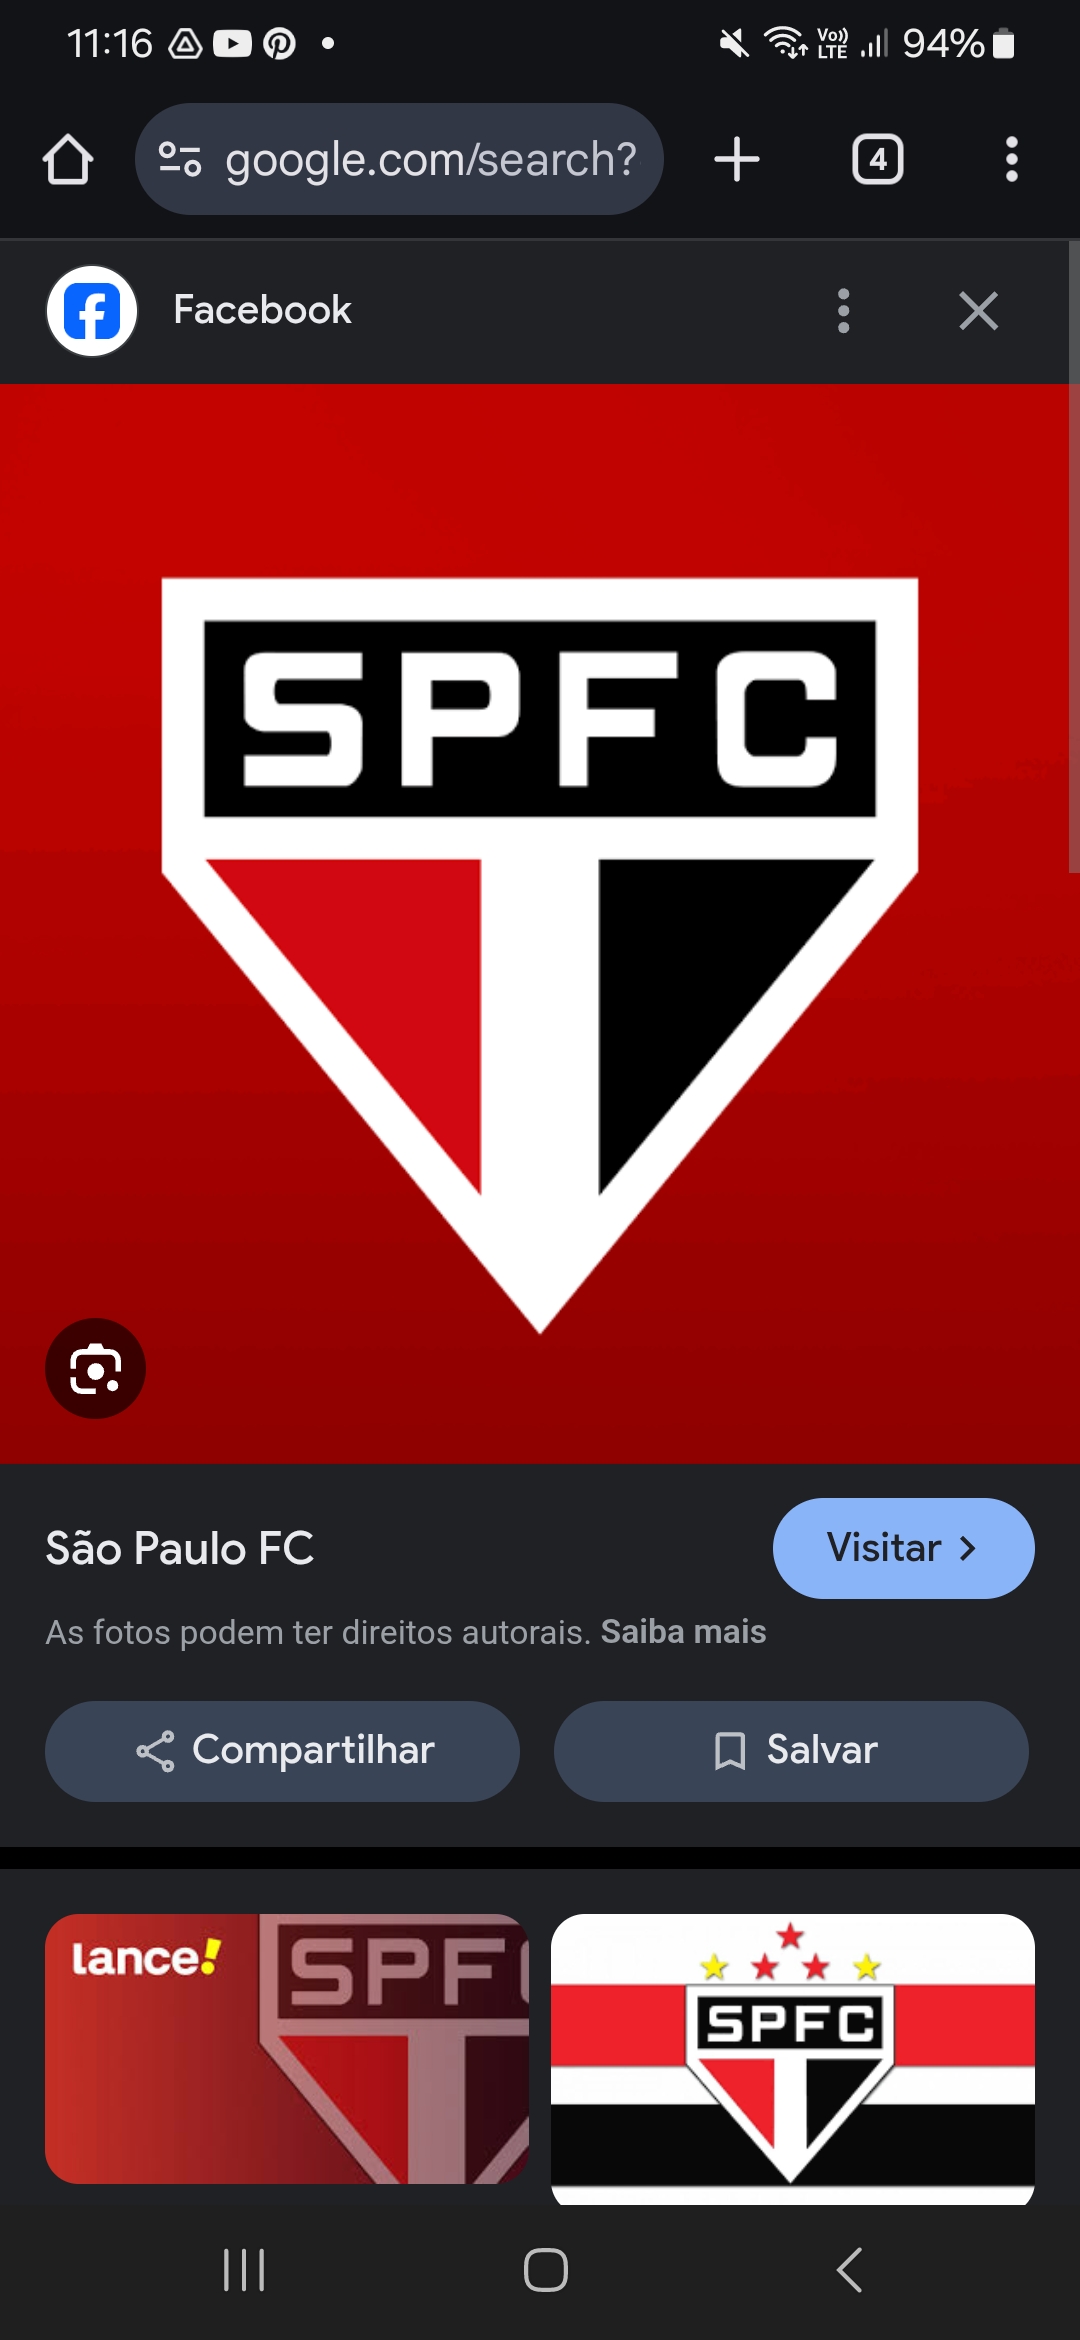 11:16
Vo))
LTE
94%
google.com/search?
4
Facebook
SPFC
São Paulo FC
Visitar
As fotos podem ter direitos autorais. Saiba mais
Compartilhar
Salvar
lance!
SPF
SPFC